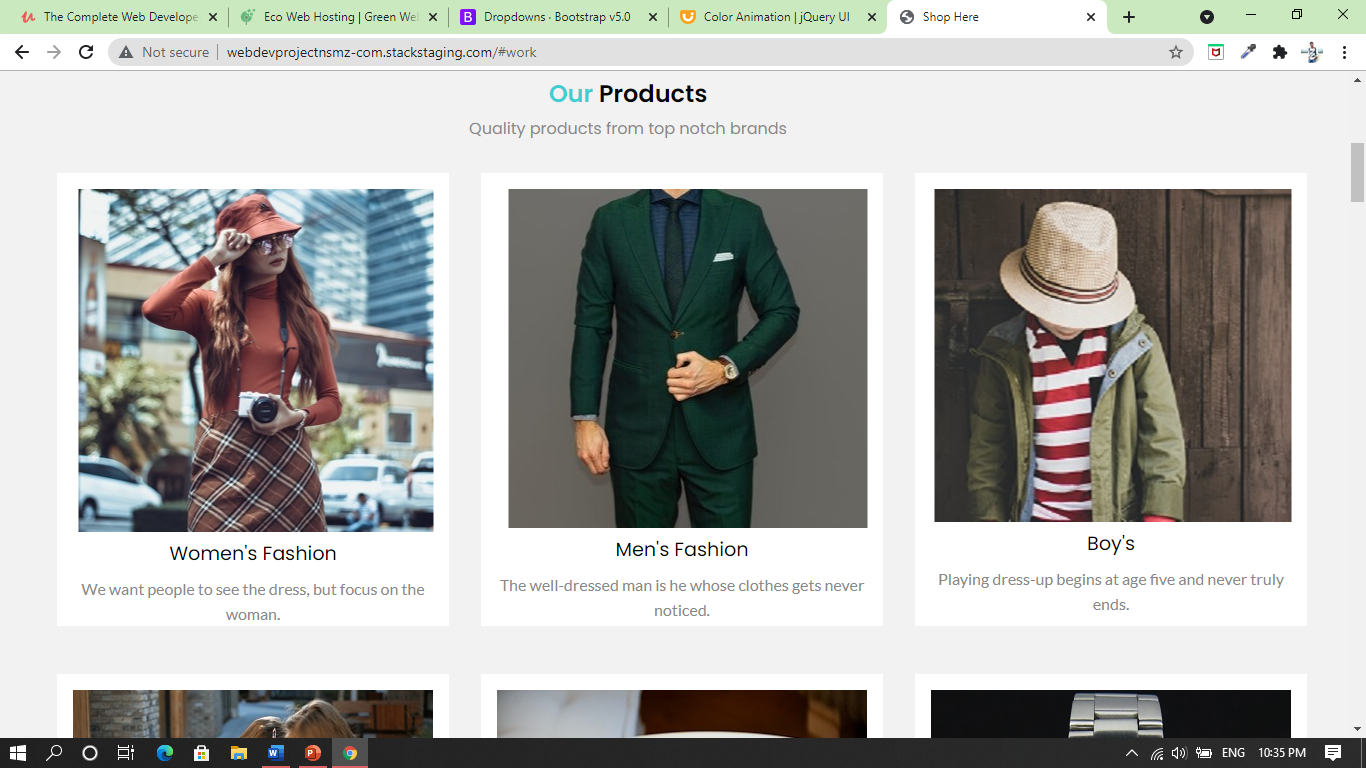 The Complete Web Develope
Eco Web Hosting | Green Wel
Dropdowns · Bootstrap v5.0
Color Animation | jQuery UI
Shop Here
Not secure
webdevprojectnsmz-com.stackstaging.com/#work
Our Products
Quality products from top notch brands
Women's Fashion
We want people to see the dress, but focus on the
woman.
Men's Fashion
The well-dressed man is he whose clothes gets never
noticed.
Boy's
Playing dress-up begins at age five and never truly
ends.
ENG
10:35 PM